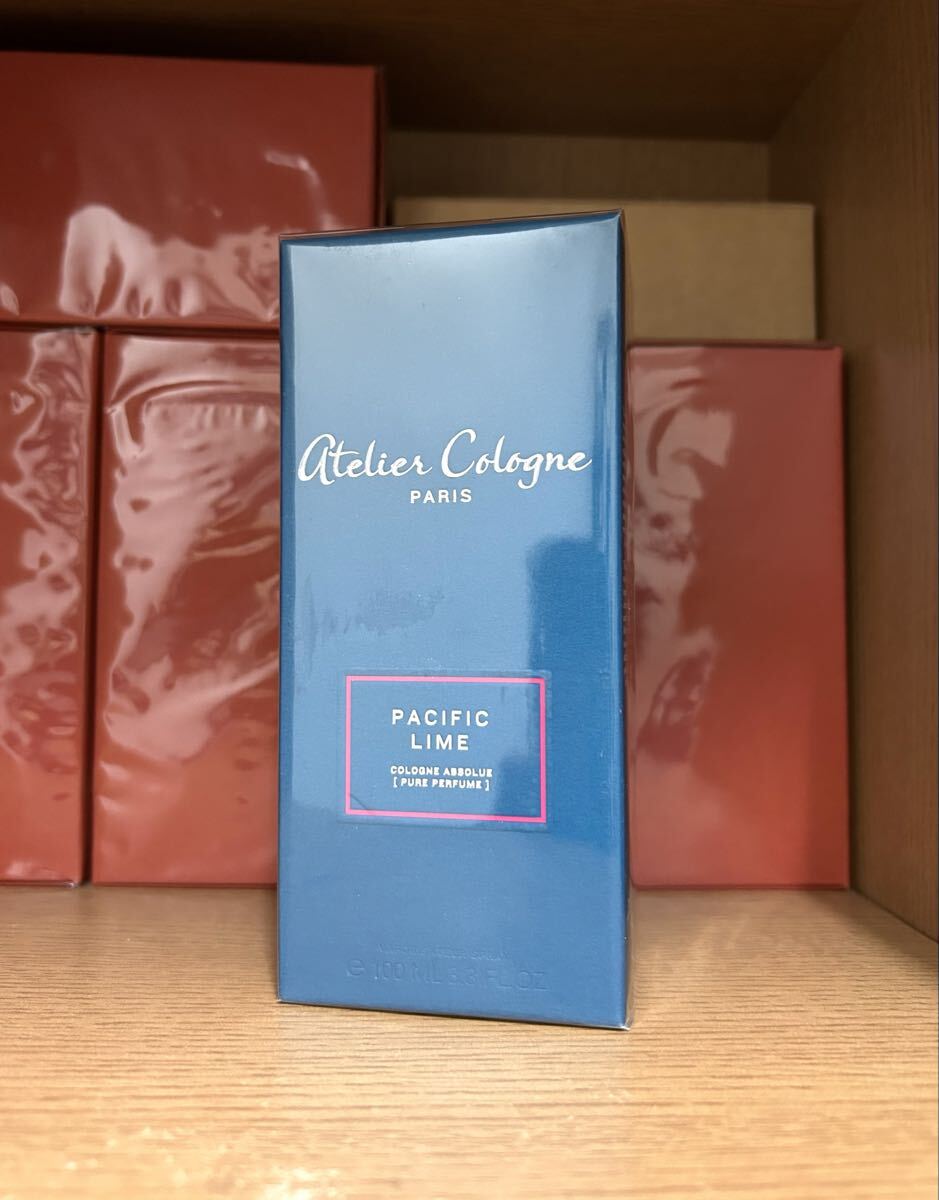 Atelier Cologne
PARIS
PACIFIC
LIME
COLOGNE ABSOLUE
[ PURE PERFUME ]
℮ 100 ML 3.3 FL OZ